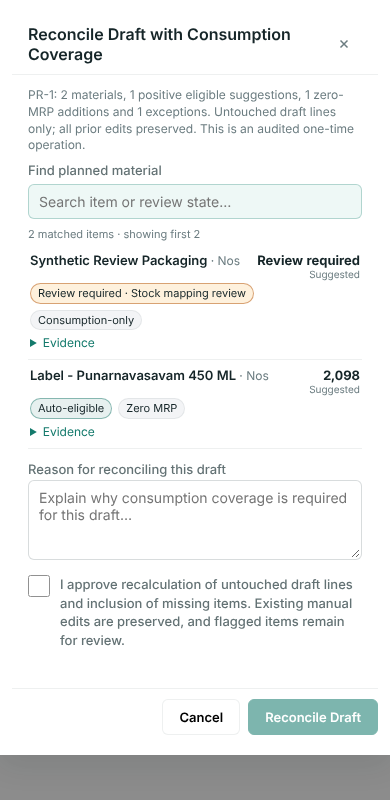 Reconcile Draft with Consumption
Coverage
×
PR-1: 2 materials, 1 positive eligible suggestions, 1 zero-
MRP additions and 1 exceptions. Untouched draft lines
only; all prior edits preserved. This is an audited one-time
operation.
Find planned material
Search item or review state...
2 matched items · showing first 2
Synthetic Review Packaging · Nos Review required
Suggested
Review required · Stock mapping review
Consumption-only
Evidence
Label - Punarnavasavam 450 ML · Nos 2,098
Suggested
Auto-eligible Zero MRP
Evidence
Reason for reconciling this draft
Explain why consumption coverage is required
for this draft...
I approve recalculation of untouched draft lines
and inclusion of missing items. Existing manual
edits are preserved, and flagged items remain
for review.
Cancel Reconcile Draft